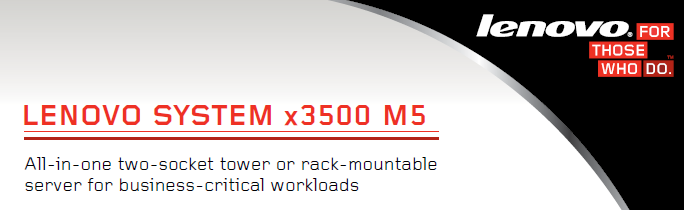 lenovo. FOR
THOSE
WHO DO.™
LENOVO SYSTEM x3500 M5
All-in-one two-socket tower or rack-mountable
server for business-critical workloads